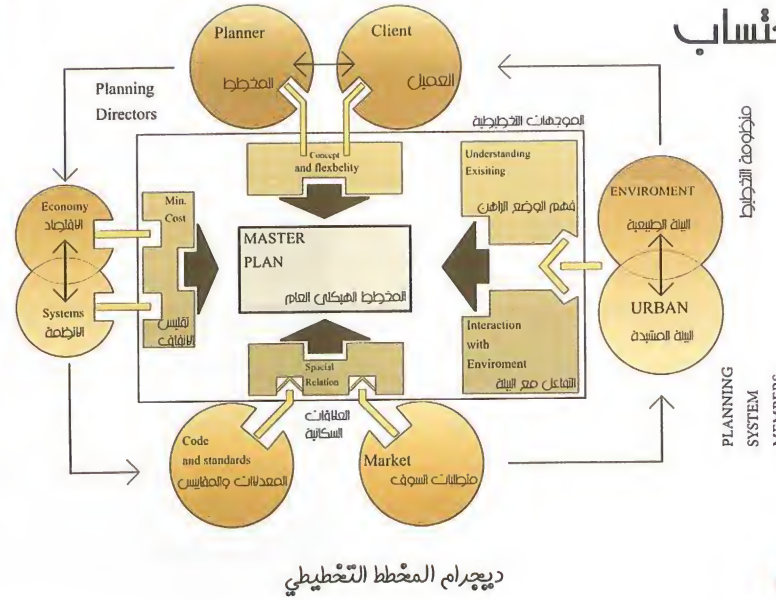 Planner
المخطط
Client
العميل
Planning
Directors
الموجهات التخطيطية
Concept
and flexbelity
Understanding
Exisiting
فهم الوضع الراهن
ENVIROMENT
البيئة الطبيعية
Economy
الاقتصاد
Min.
Cost
MASTER
PLAN
المخطط الهيكلى العام
URBAN
البيئة المشيدة
Systems
الانظمة
تقليس
الانفاق
Interaction
with
Enviroment
التفاعل مع البيئة
Spacial
Relation
العلاقات
السكانية
Code
and standards
المعدلات والمقاييس
Market
متطلبات السوق
منظومة التخطيط
PLANNING
SYSTEM
ديجرام المخطط التخطيطي